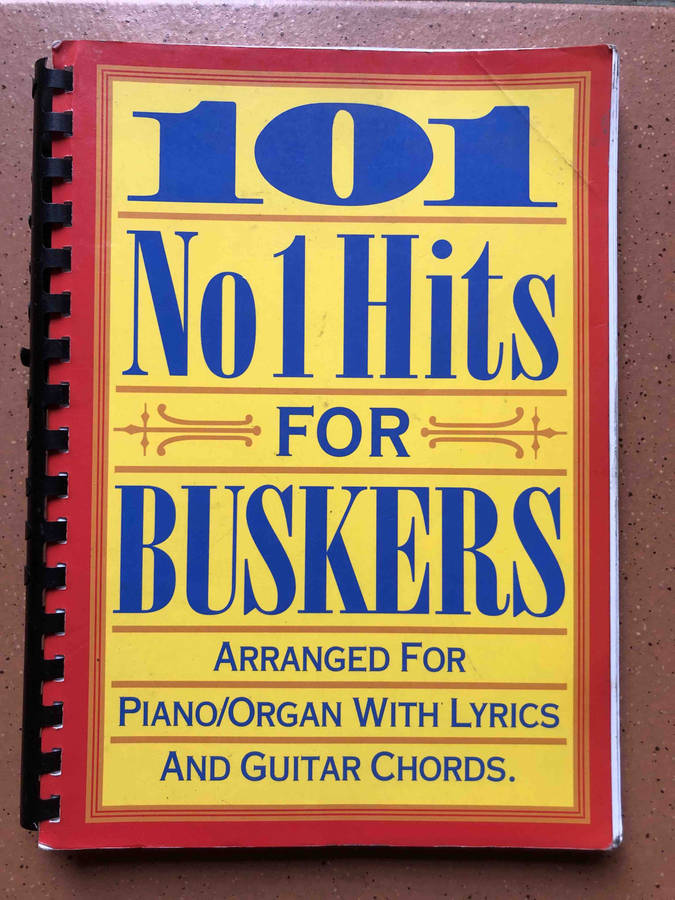 101
No 1 Hits
FOR
BUSKERS
ARRANGED FOR
PIANO/ORGAN WITH LYRICS
AND GUITAR CHORDS.